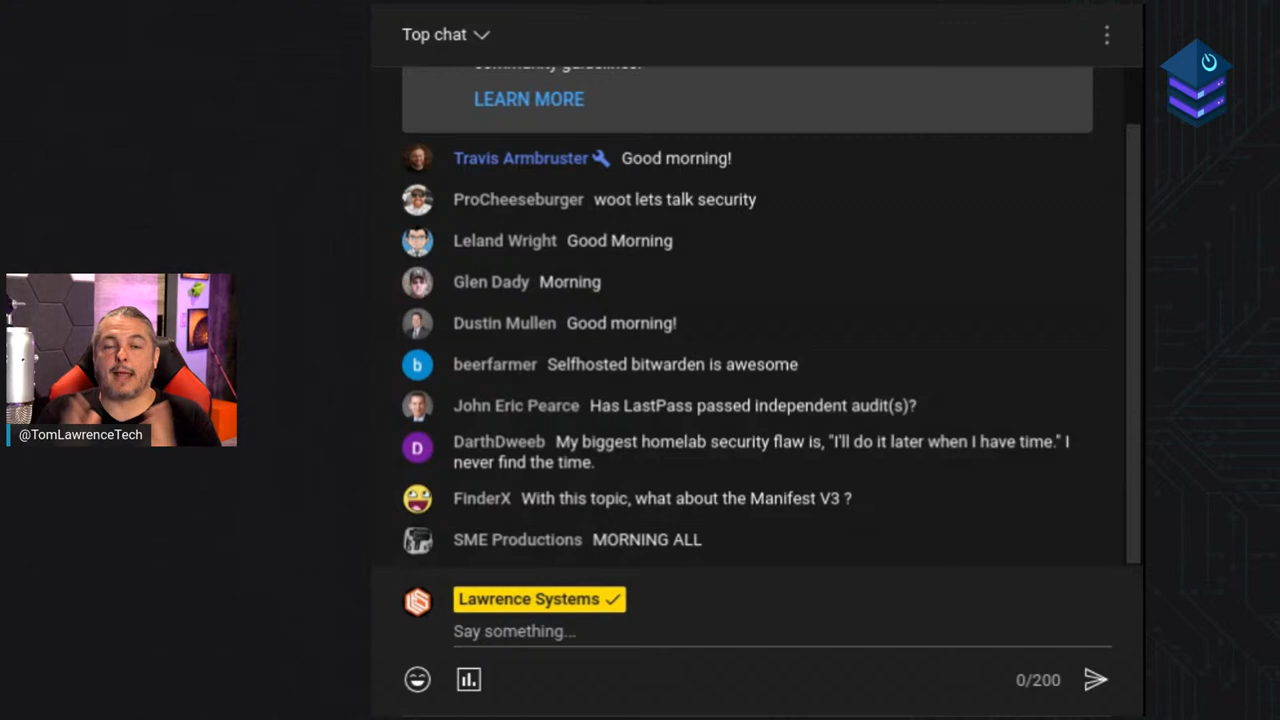 Top chat
community guidelines.
LEARN MORE
Travis Armbruster Good morning!
ProCheeseburger woot lets talk security
Leland Wright Good Morning
Glen Dady Morning
Dustin Mullen Good morning!
b beerfarmer Selfhosted bitwarden is awesome
John Eric Pearce Has LastPass passed independent audit(s)?
D DarthDweeb My biggest homelab security flaw is, "I'll do it later when I have time." I
never find the time.
FinderX With this topic, what about the Manifest V3 ?
SME Productions MORNING ALL
@TomLawrenceTech
Lawrence Systems
Say something...
0/200